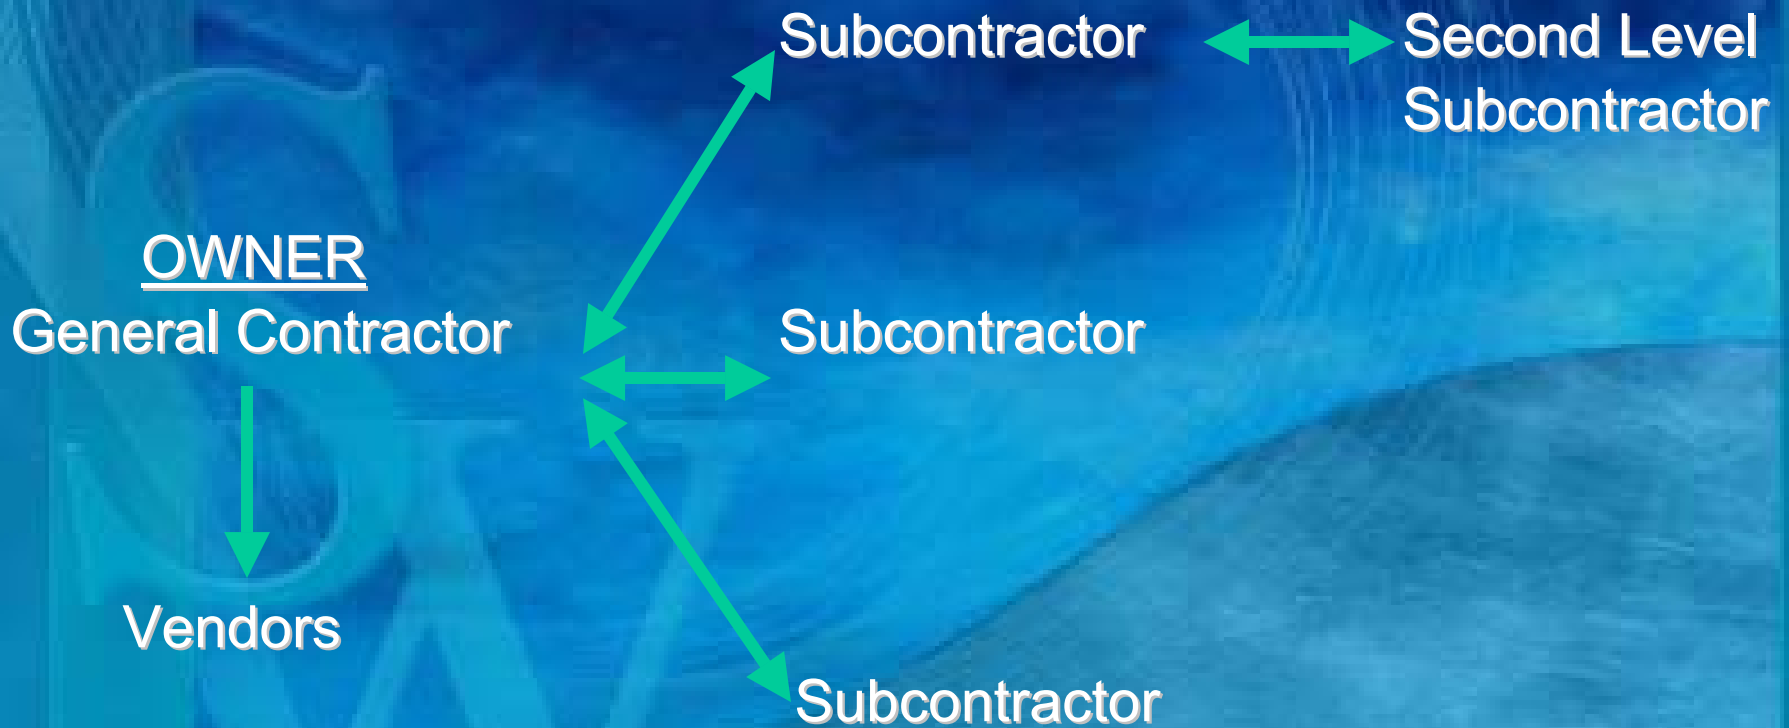 Subcontractor
Second Level
Subcontractor
OWNER
General Contractor
Subcontractor
Vendors
Subcontractor